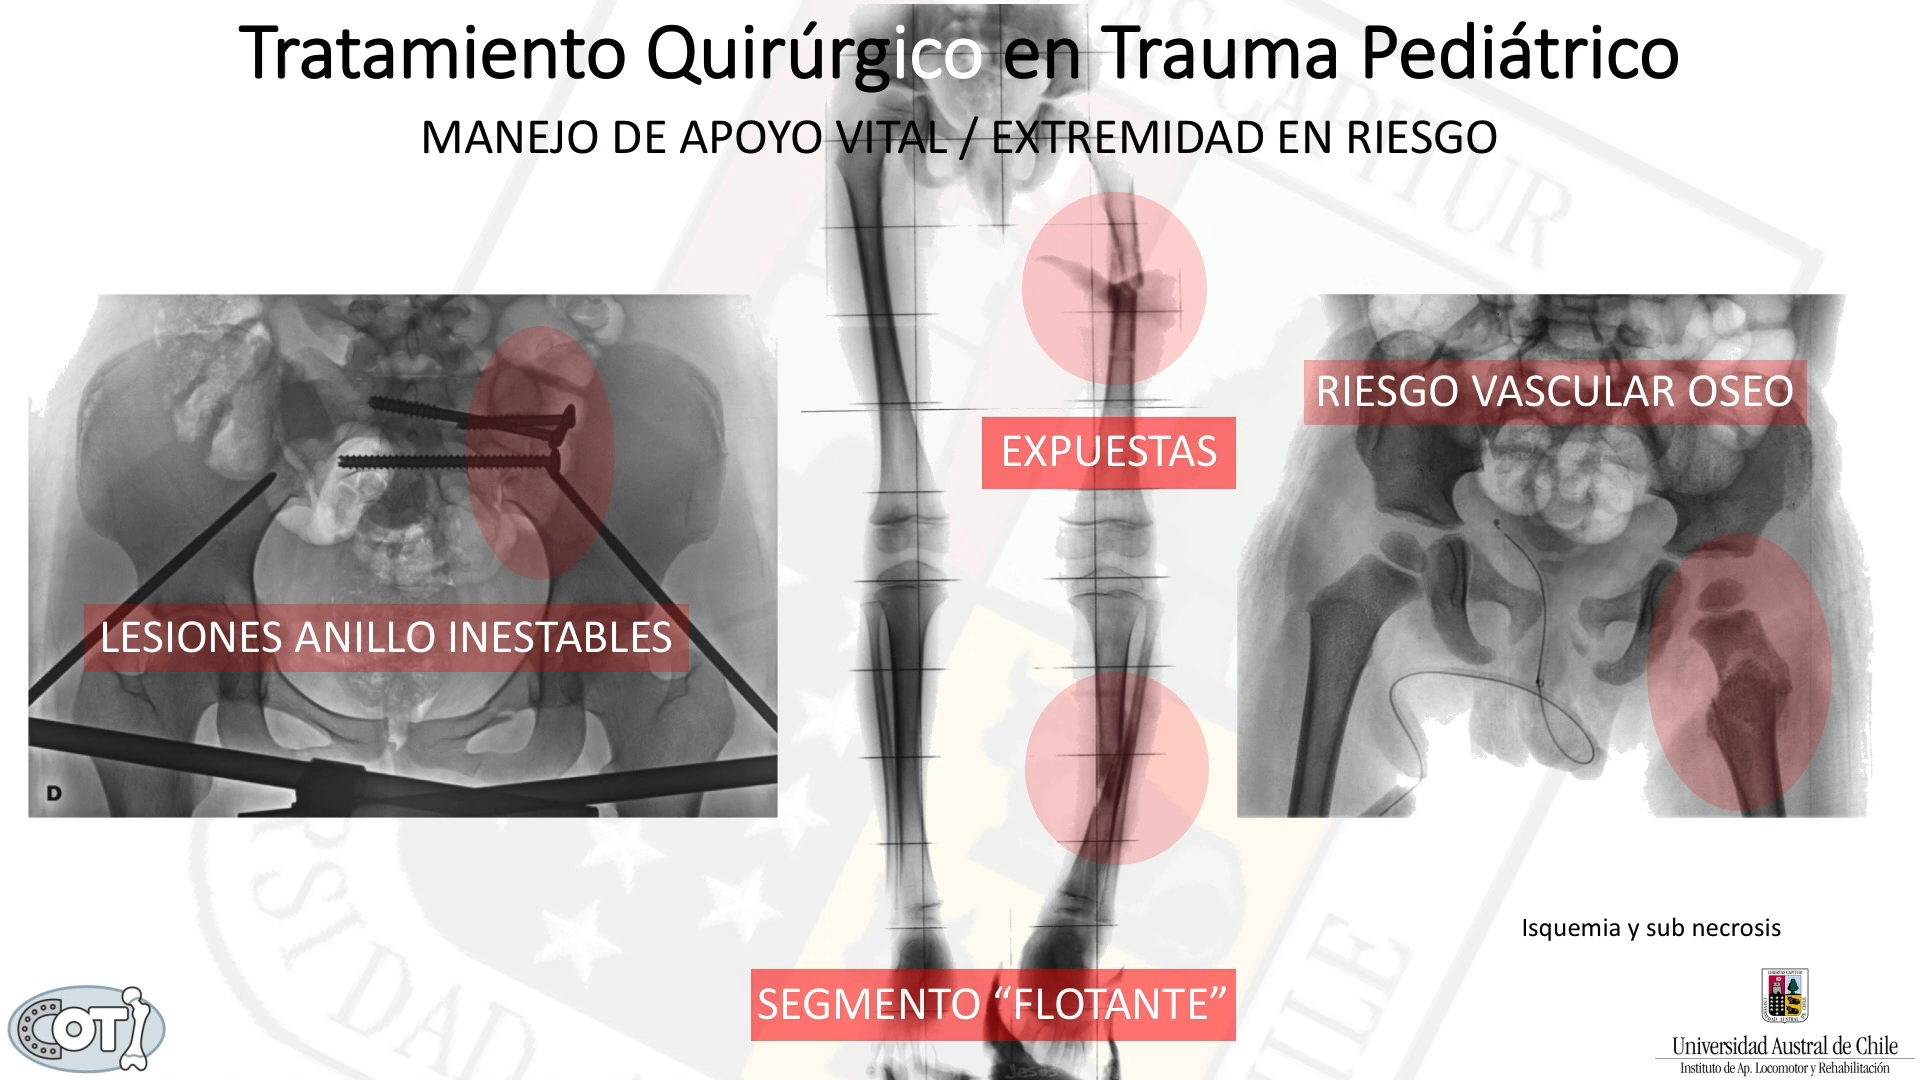 Tratamiento Quirúrgico en Trauma Pediátrico
MANEJO DE APOYO VITAL / EXTREMIDAD EN RIESGO
RIESGO VASCULAR OSEO
EXPUESTAS
LESIONES ANILLO INESTABLES
D
Isquemia y sub necrosis
SEGMENTO “FLOTANTE”
COT
Universidad Austral de Chile
Instituto de Ap. Locomotor y Rehabilitación